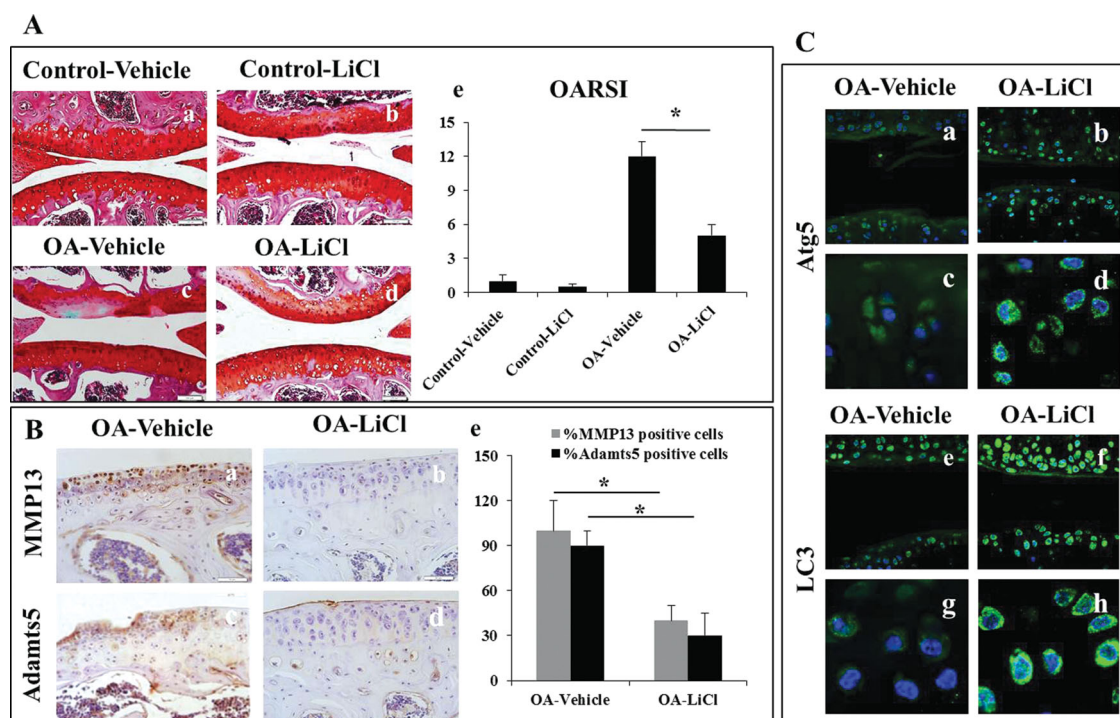 A
Control-Vehicle
Control-LiCl
a
b
OA-Vehicle
OA-LiCl
c
d
e
OARSI
15
12
9
6
3
0
*
Control-Vehicle
Control-LiCl
OA-Vehicle
OA-LiCl
B
OA-Vehicle
OA-LiCl
MMP13
a
b
Adamts5
c
d
e
%MMP13 positive cells
%Adamts5 positive cells
150
120
90
60
30
0
*
*
OA-Vehicle
OA-LiCl
C
OA-Vehicle
OA-LiCl
Atg5
a
b
c
d
OA-Vehicle
OA-LiCl
LC3
e
f
g
h